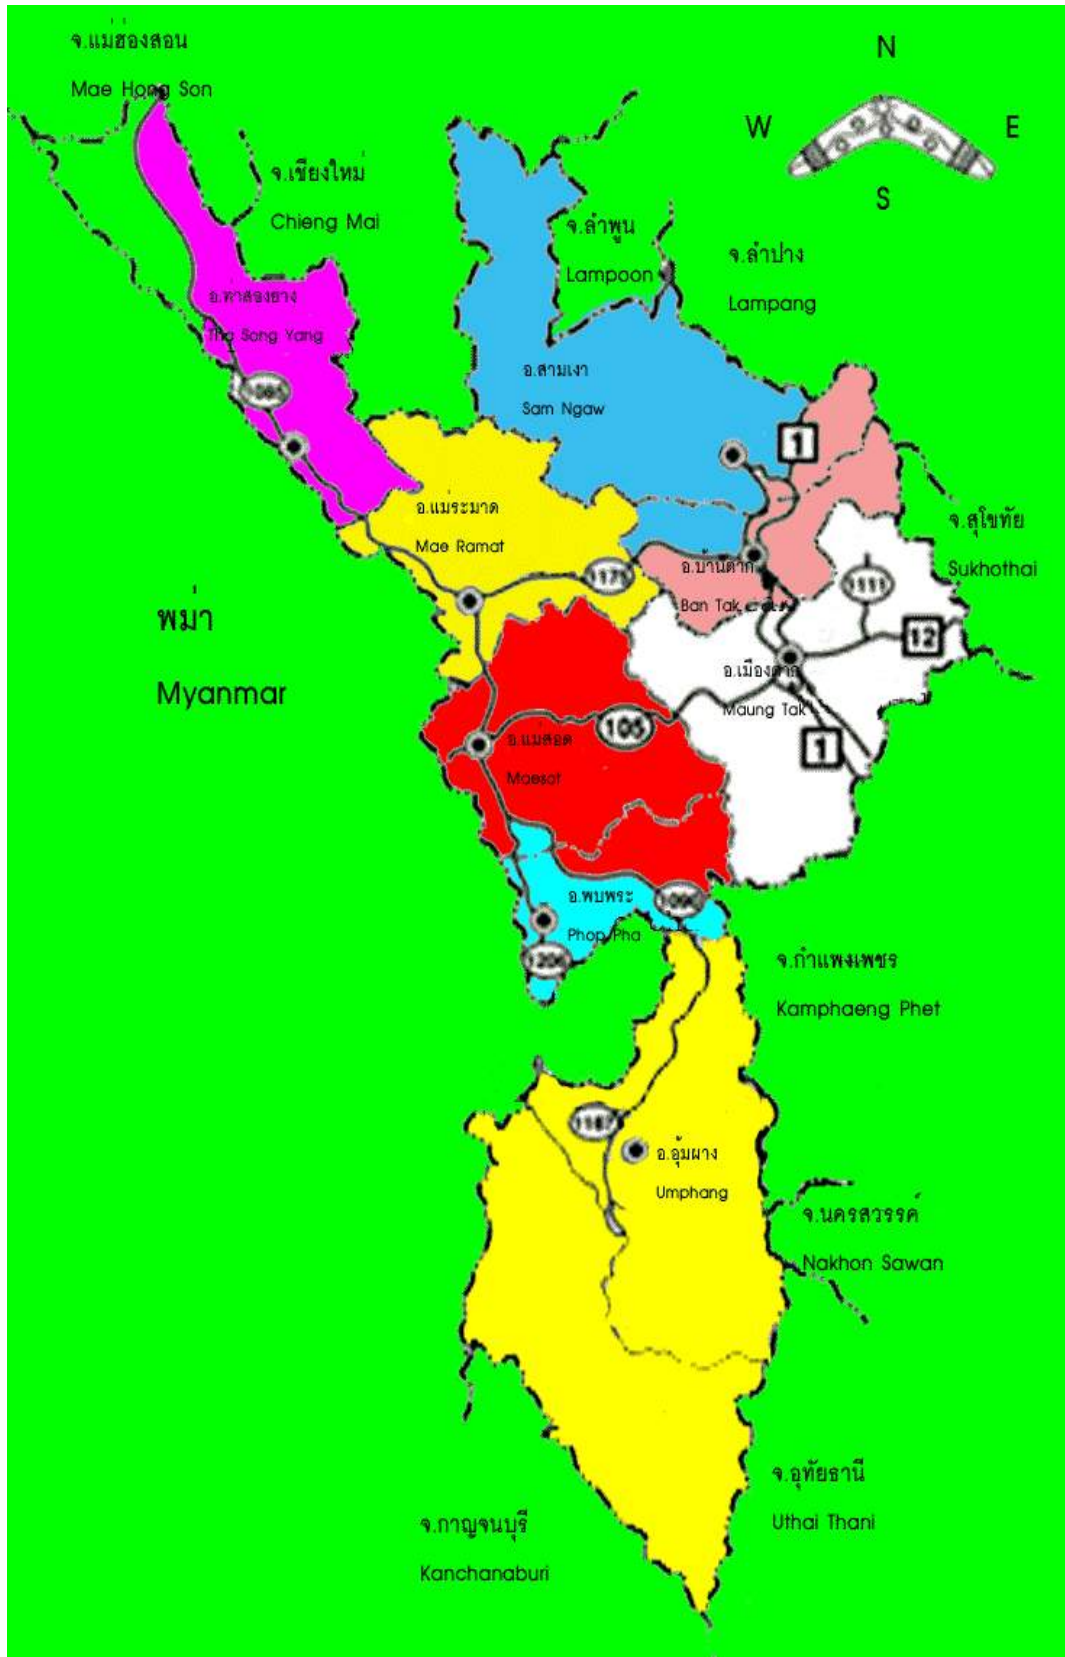 จ.แม่ฮ่องสอน
Mae Hong Son
N
W
E
S
จ.เชียงใหม่
Chieng Mai
จ.ลำพูน
Lampoon
จ.ลำปาง
Lampang
อ.ท่าสองยาง
Tha Song Yang
อ.สามเงา
Sam Ngaw
1
อ.แม่ระมาด
Mae Ramat
จ.สุโขทัย
Sukhothai
1175
อ.บ้านตาก
Ban Tak
1111
12
พม่า
Myanmar
อ.เมืองตาก
Maung Tak
105
1
อ.แม่สอด
Maesot
อ.พบพระ
Phop Pha
1090
1206
จ.กำแพงเพชร
Kamphaeng Phet
1167
อ.อุ้มผาง
Umphang
จ.นครสวรรค์
Nakhon Sawan
จ.อุทัยธานี
Uthai Thani
จ.กาญจนบุรี
Kanchanaburi